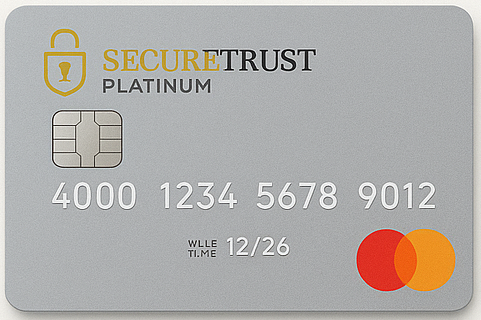 SECURETRUST
PLATINUM
4000 1234 5678 9012
WLLE
TI.ME 12/26